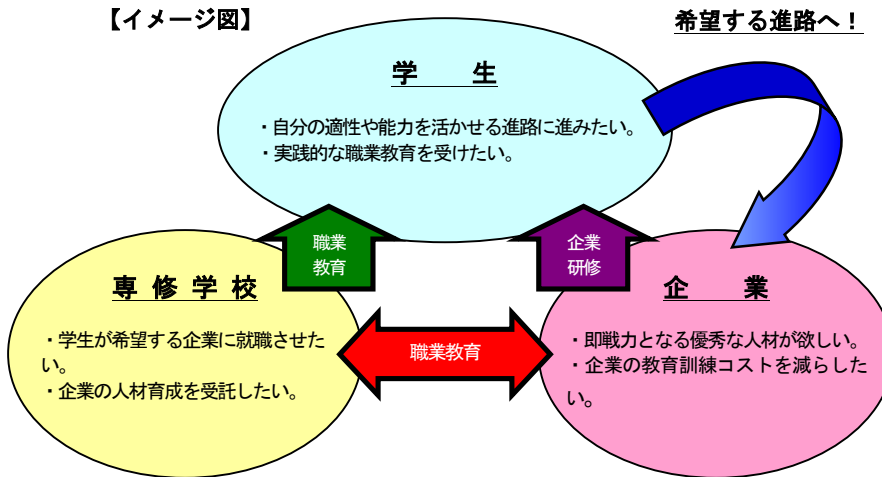 【イメージ図】
希望する進路へ！
学　生
・自分の適性や能力を活かせる進路に進みたい。
・実践的な職業教育を受けたい。
職業
教育
企業
研修
専修学校
・学生が希望する企業に就職させた
い。
・企業の人材育成を受託したい。
職業教育
企　業
・即戦力となる優秀な人材が欲しい。
・企業の教育訓練コストを減らした
い。